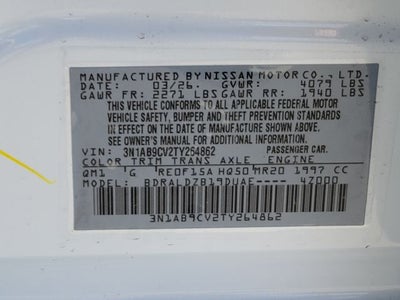 MANUFACTURED BY NISSAN MOTOR CO., LTD.
DATE: 03/26. GVWR: 4079 LBS
GAWR FR: 2271 LBS GAWR RR: 1940 LBS
THIS VEHICLE CONFORMS TO ALL APPLICABLE FEDERAL MOTOR
VEHICLE SAFETY, BUMPER AND THEFT PREVENTION STANDARDS
IN EFFECT ON THE DATE OF MANUFACTURE SHOWN ABOVE.
SEE OWNER'S MANUAL FOR ADDITIONAL INFORMATION.
VIN: 3N1AB9CV2TY254862 PASSENGER CAR.
COLOR TRIM TRANS AXLE ENGINE
QM1 G RE0F15A HQ50 MR20 1997 CC
MODEL: BDRALDZB19DUAE---- 4Z000
3N1AB9CV2TY264862